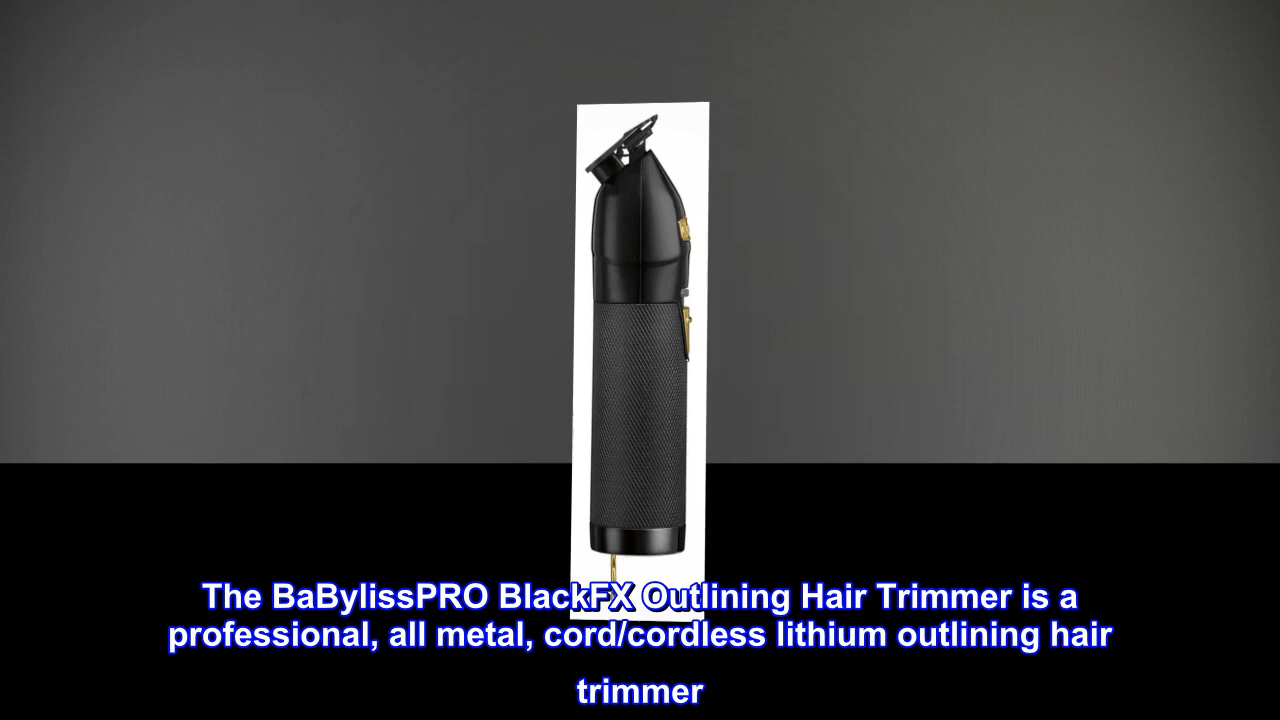 The BaBylissPRO BlackFX Outlining Hair Trimmer is a
professional, all metal, cord/cordless lithium outlining hair
trimmer